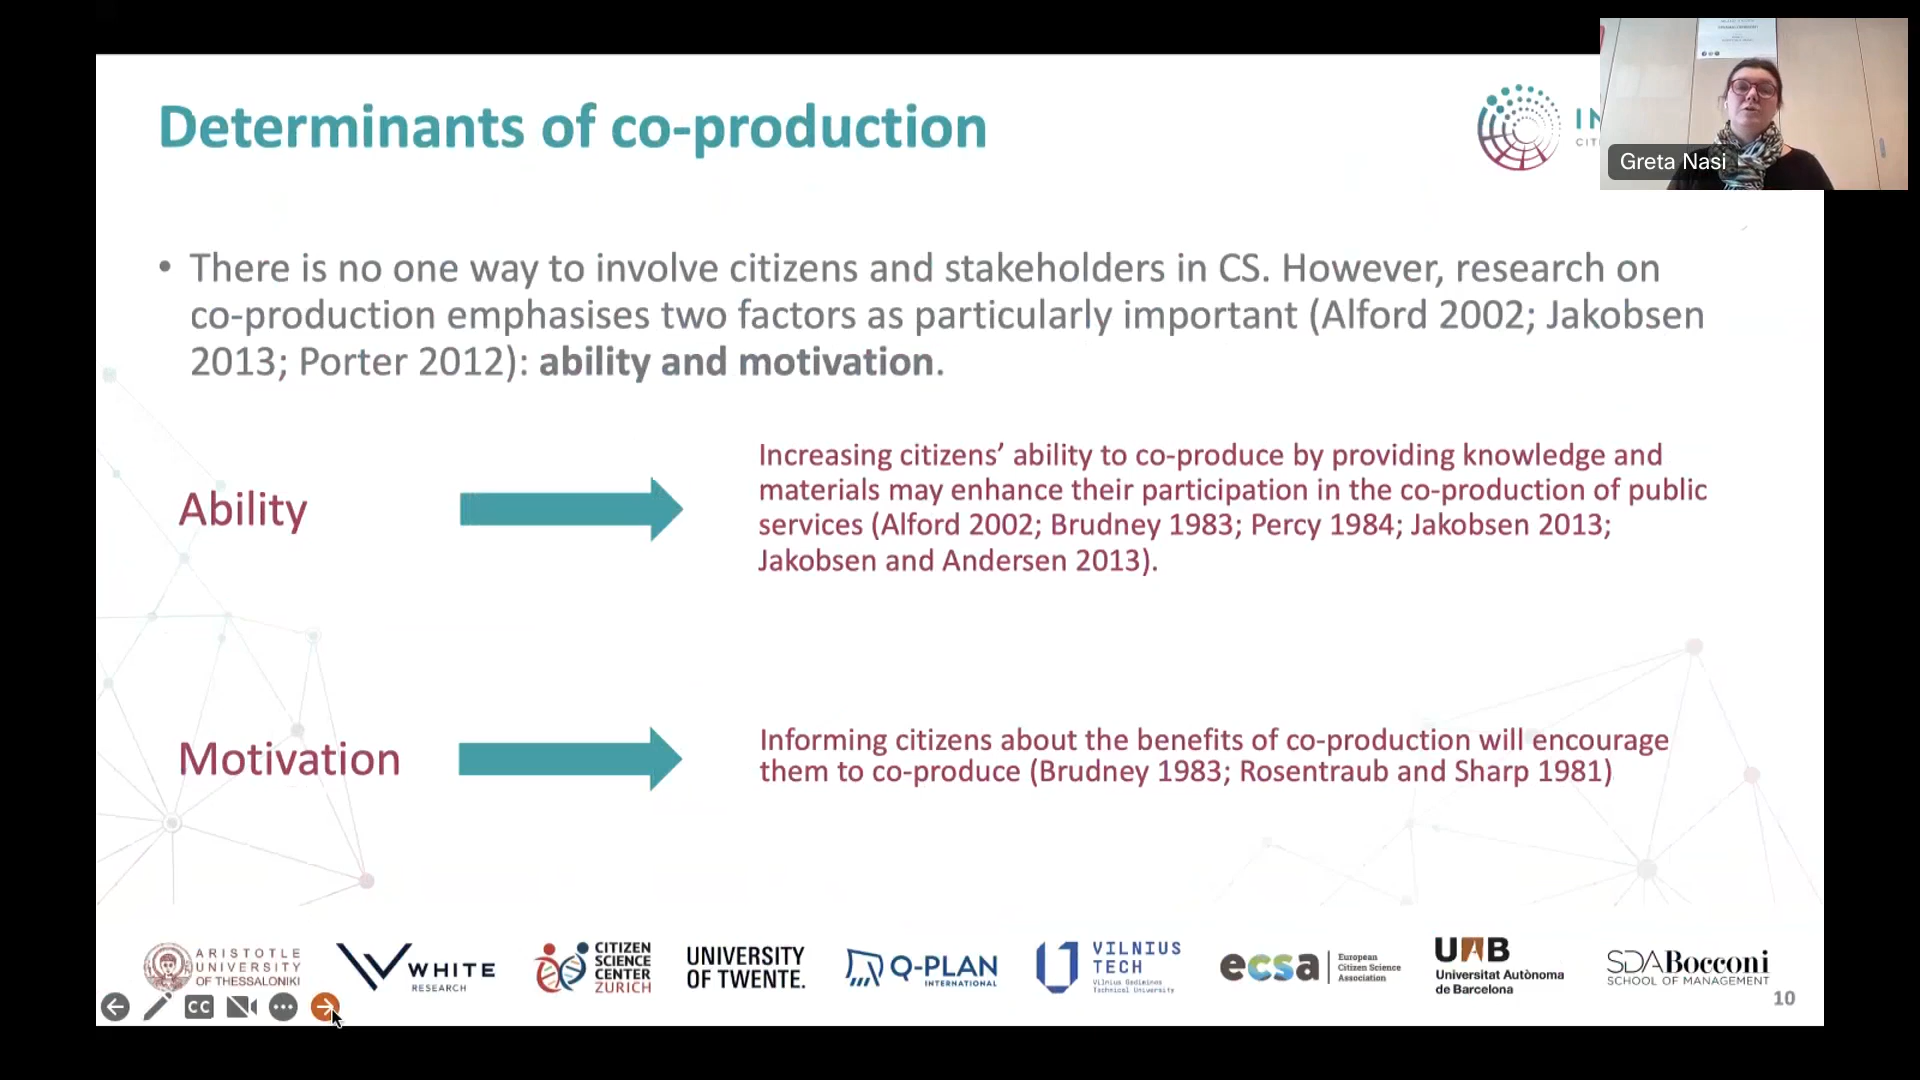 Determinants of co-production
IN
CIT
Greta Nasi
• There is no one way to involve citizens and stakeholders in CS. However, research on
co-production emphasises two factors as particularly important (Alford 2002; Jakobsen
2013; Porter 2012): ability and motivation.
Ability
Increasing citizens’ ability to co-produce by providing knowledge and
materials may enhance their participation in the co-production of public
services (Alford 2002; Brudney 1983; Percy 1984; Jakobsen 2013;
Jakobsen and Andersen 2013).
Motivation
Informing citizens about the benefits of co-production will encourage
them to co-produce (Brudney 1983; Rosentraub and Sharp 1981)
ARISTOTLE
UNIVERSITY
OF THESSALONIKI
WHITE
RESEARCH
CITIZEN
SCIENCE
CENTER
ZURICH
UNIVERSITY
OF TWENTE.
Q-PLAN
INTERNATIONAL
VILNIUS
TECH
Vilnius Gediminas
Technical University
ecsa
European
Citizen Science
Association
UAB
Universitat Autònoma
de Barcelona
SDA Bocconi
SCHOOL OF MANAGEMENT
CC
10